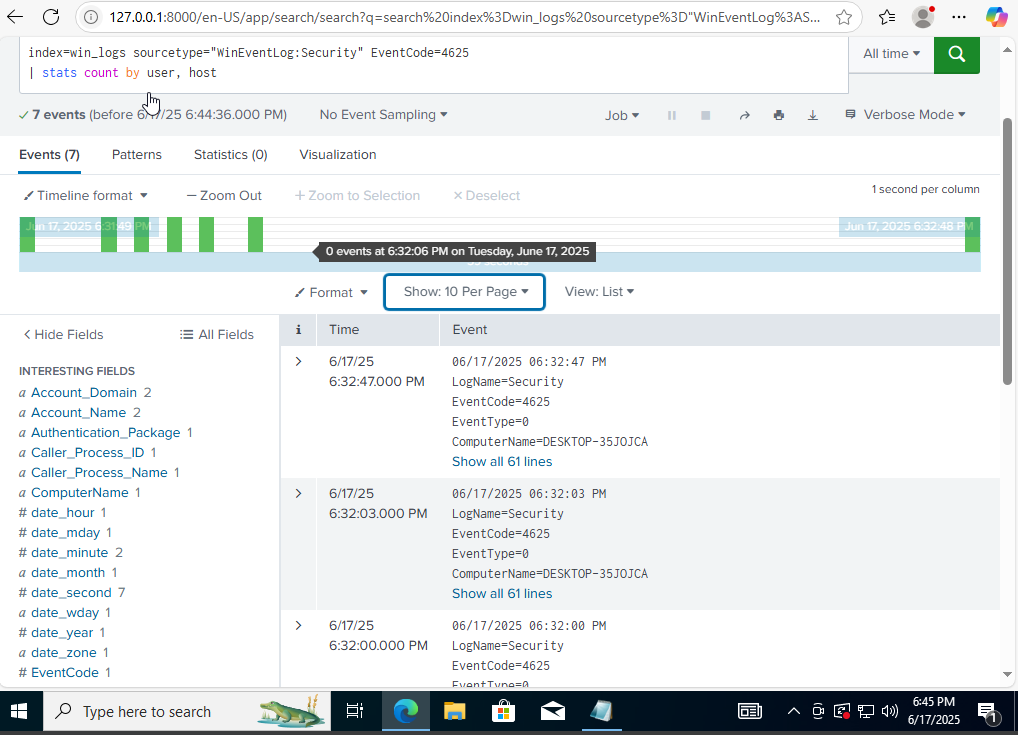 127.0.0.1:8000/en-US/app/search/search?q=search%20index%3Dwin_logs%20sourcetype%3D"WinEventLog%3AS...
index=win_logs sourcetype="WinEventLog:Security" EventCode=4625
| stats count by user, host
All time
7 events (before 6/17/25 6:44:36.000 PM)
No Event Sampling
Job
Verbose Mode
Events (7)
Patterns
Statistics (0)
Visualization
Timeline format
— Zoom Out
+ Zoom to Selection
× Deselect
1 second per column
Jun 17, 2025 6:31:49 PM
Jun 17, 2025 6:32:48 PM
0 events at 6:32:06 PM on Tuesday, June 17, 2025
Format
Show: 10 Per Page
View: List
< Hide Fields
All Fields
i
Time
Event
INTERESTING FIELDS
a Account_Domain 2
a Account_Name 2
a Authentication_Package 1
a Caller_Process_ID 1
a Caller_Process_Name 1
a ComputerName 1
# date_hour 1
# date_mday 1
# date_minute 2
a date_month 1
# date_second 7
a date_wday 1
# date_year 1
a date_zone 1
# EventCode 1
> 6/17/25
6:32:47.000 PM
06/17/2025 06:32:47 PM
LogName=Security
EventCode=4625
EventType=0
ComputerName=DESKTOP-35JOJCA
Show all 61 lines
> 6/17/25
6:32:03.000 PM
06/17/2025 06:32:03 PM
LogName=Security
EventCode=4625
EventType=0
ComputerName=DESKTOP-35JOJCA
Show all 61 lines
> 6/17/25
6:32:00.000 PM
06/17/2025 06:32:00 PM
LogName=Security
EventCode=4625
EventType=0
Type here to search
6:45 PM
6/17/2025
1